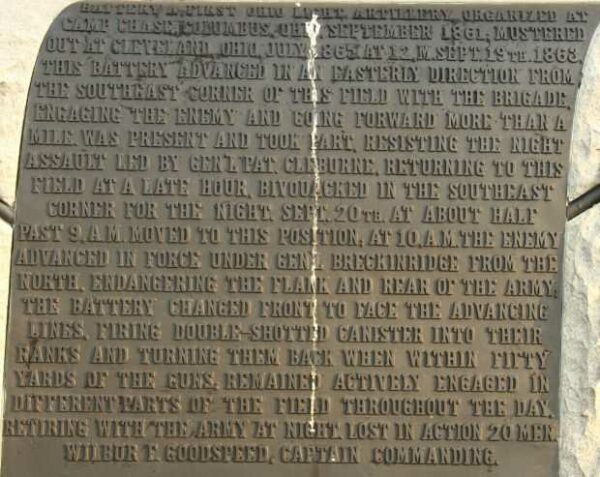 BATTERY A, FIRST OHIO LIGHT ARTILLERY, ORGANIZED AT
CAMP CHASE, COLUMBUS, OHIO, SEPTEMBER 1861, MUSTERED
OUT AT CLEVELAND, OHIO, JULY 1865. AT 12, M. SEPT. 19TH. 1863.
THIS BATTERY ADVANCED IN AN EASTERLY DIRECTION FROM
THE SOUTHEAST CORNER OF THIS FIELD WITH THE BRIGADE,
ENGAGING THE ENEMY AND GOING FORWARD MORE THAN A
MILE. WAS PRESENT AND TOOK PART, RESISTING THE NIGHT
ASSAULT LED BY GEN'L PAT. CLEBURNE, RETURNING TO THIS
FIELD AT A LATE HOUR, BIVOUACKED IN THE SOUTHEAST
CORNER FOR THE NIGHT. SEPT. 20TH. AT ABOUT HALF
PAST 9, A.M. MOVED TO THIS POSITION, AT 10, A.M. THE ENEMY
ADVANCED IN FORCE UNDER GEN'L BRECKINRIDGE FROM THE
NORTH, ENDANGERING THE FLANK AND REAR OF THE ARMY.
THE BATTERY CHANGED FRONT TO FACE THE ADVANCING
LINES, FIRING DOUBLE-SHOTTED CANISTER INTO THEIR
RANKS AND TURNING THEM BACK WHEN WITHIN FIFTY
YARDS OF THE GUNS, REMAINED ACTIVELY ENGAGED IN
DIFFERENT PARTS OF THE FIELD THROUGHOUT THE DAY,
RETIRING WITH THE ARMY AT NIGHT. LOST IN ACTION 20 MEN.
WILBUR F. GOODSPEED, CAPTAIN COMMANDING.